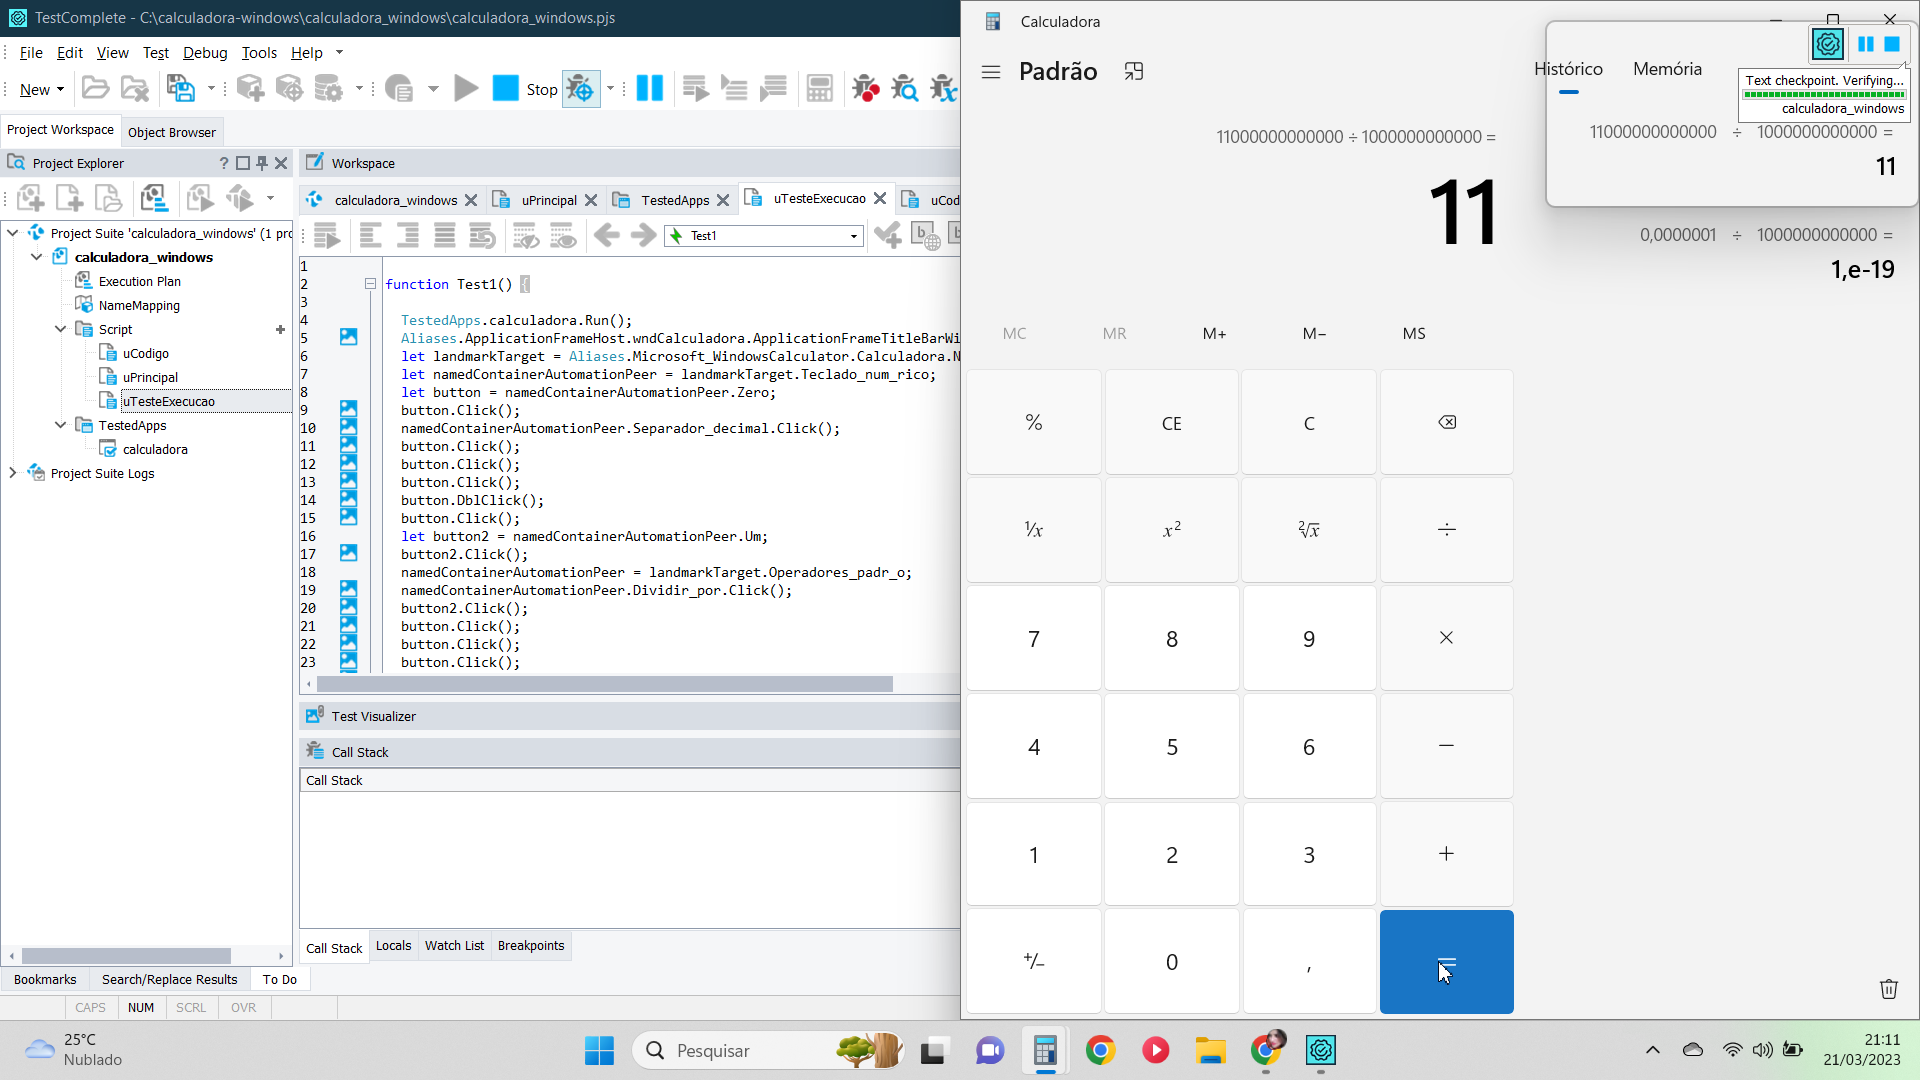 TestComplete - C:\calculadora-windows\calculadora_windows\calculadora_windows.pjs
File Edit View Test Debug Tools Help
New
Stop
Project Workspace
Object Browser
Project Explorer
?
Project Suite 'calculadora_windows' (1 prc
calculadora_windows
Execution Plan
NameMapping
Script
uCodigo
uPrincipal
uTesteExecucao
TestedApps
calculadora
Project Suite Logs
Workspace
calculadora_windows
uPrincipal
TestedApps
uTesteExecucao
uCod
Test1
1
2 function Test1() {
3
4 TestedApps.calculadora.Run();
5 Aliases.ApplicationFrameHost.wndCalculadora.ApplicationFrameTitleBarWi
6 let landmarkTarget = Aliases.Microsoft_WindowsCalculator.Calculadora.N
7 let namedContainerAutomationPeer = landmarkTarget.Teclado_num_rico;
8 let button = namedContainerAutomationPeer.Zero;
9 button.Click();
10 namedContainerAutomationPeer.Separador_decimal.Click();
11 button.Click();
12 button.Click();
13 button.Click();
14 button.DblClick();
15 button.Click();
16 let button2 = namedContainerAutomationPeer.Um;
17 button2.Click();
18 namedContainerAutomationPeer = landmarkTarget.Operadores_padr_o;
19 namedContainerAutomationPeer.Dividir_por.Click();
20 button2.Click();
21 button.Click();
22 button.Click();
23 button.Click();
Test Visualizer
Call Stack
Call Stack
Call Stack Locals Watch List Breakpoints
Bookmarks Search/Replace Results To Do
CAPS NUM SCRL OVR
Calculadora
Padrão
11000000000000 ÷ 1000000000000 =
11
MC MR M+ M− MS
% CE C
¹/x x² ²√x ÷
7 8 9 ×
4 5 6 −
1 2 3 +
+/− 0 , =
Histórico Memória
Text checkpoint. Verifying...
calculadora_windows
11000000000000 ÷ 1000000000000 =
11
0,0000001 ÷ 1000000000000 =
1,e-19
25°C
Nublado
Pesquisar
21:11
21/03/2023